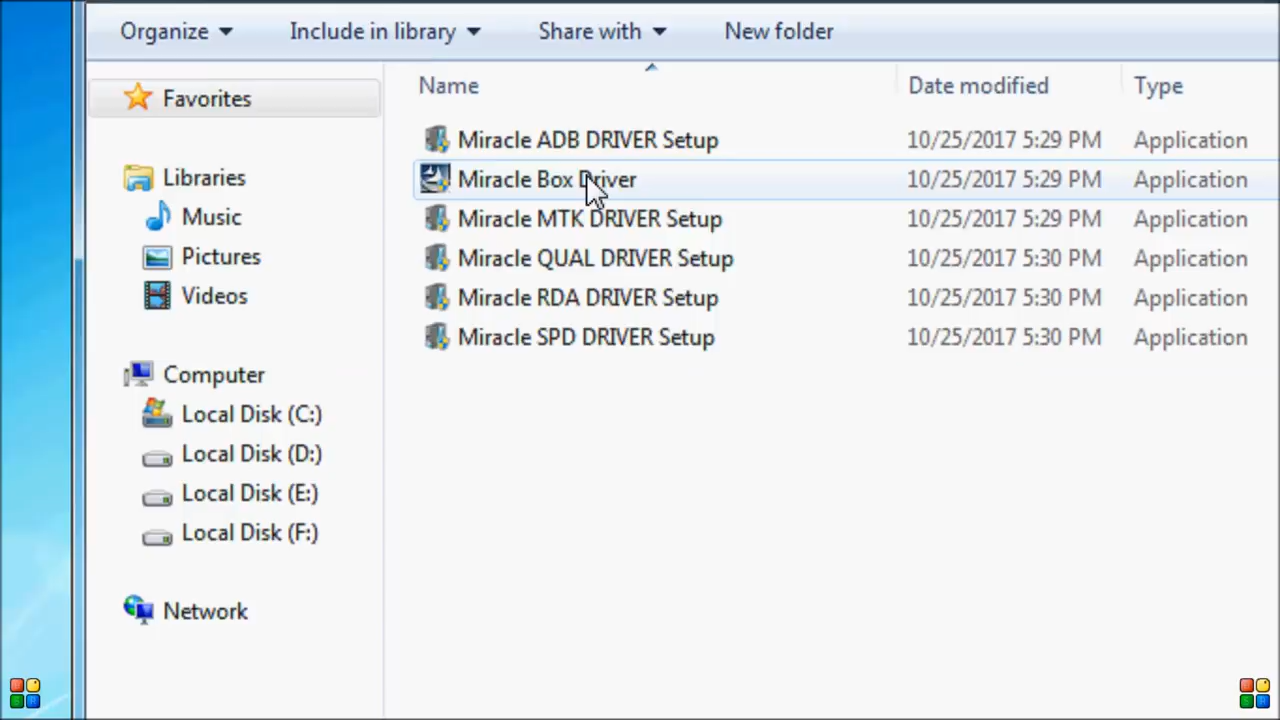 Organize Include in library Share with New folder
Favorites
Libraries
Music
Pictures
Videos
Computer
Local Disk (C:)
Local Disk (D:)
Local Disk (E:)
Local Disk (F:)
Network
Name Date modified Type
Miracle ADB DRIVER Setup 10/25/2017 5:29 PM Application
Miracle Box Driver 10/25/2017 5:29 PM Application
Miracle MTK DRIVER Setup 10/25/2017 5:29 PM Application
Miracle QUAL DRIVER Setup 10/25/2017 5:30 PM Application
Miracle RDA DRIVER Setup 10/25/2017 5:30 PM Application
Miracle SPD DRIVER Setup 10/25/2017 5:30 PM Application